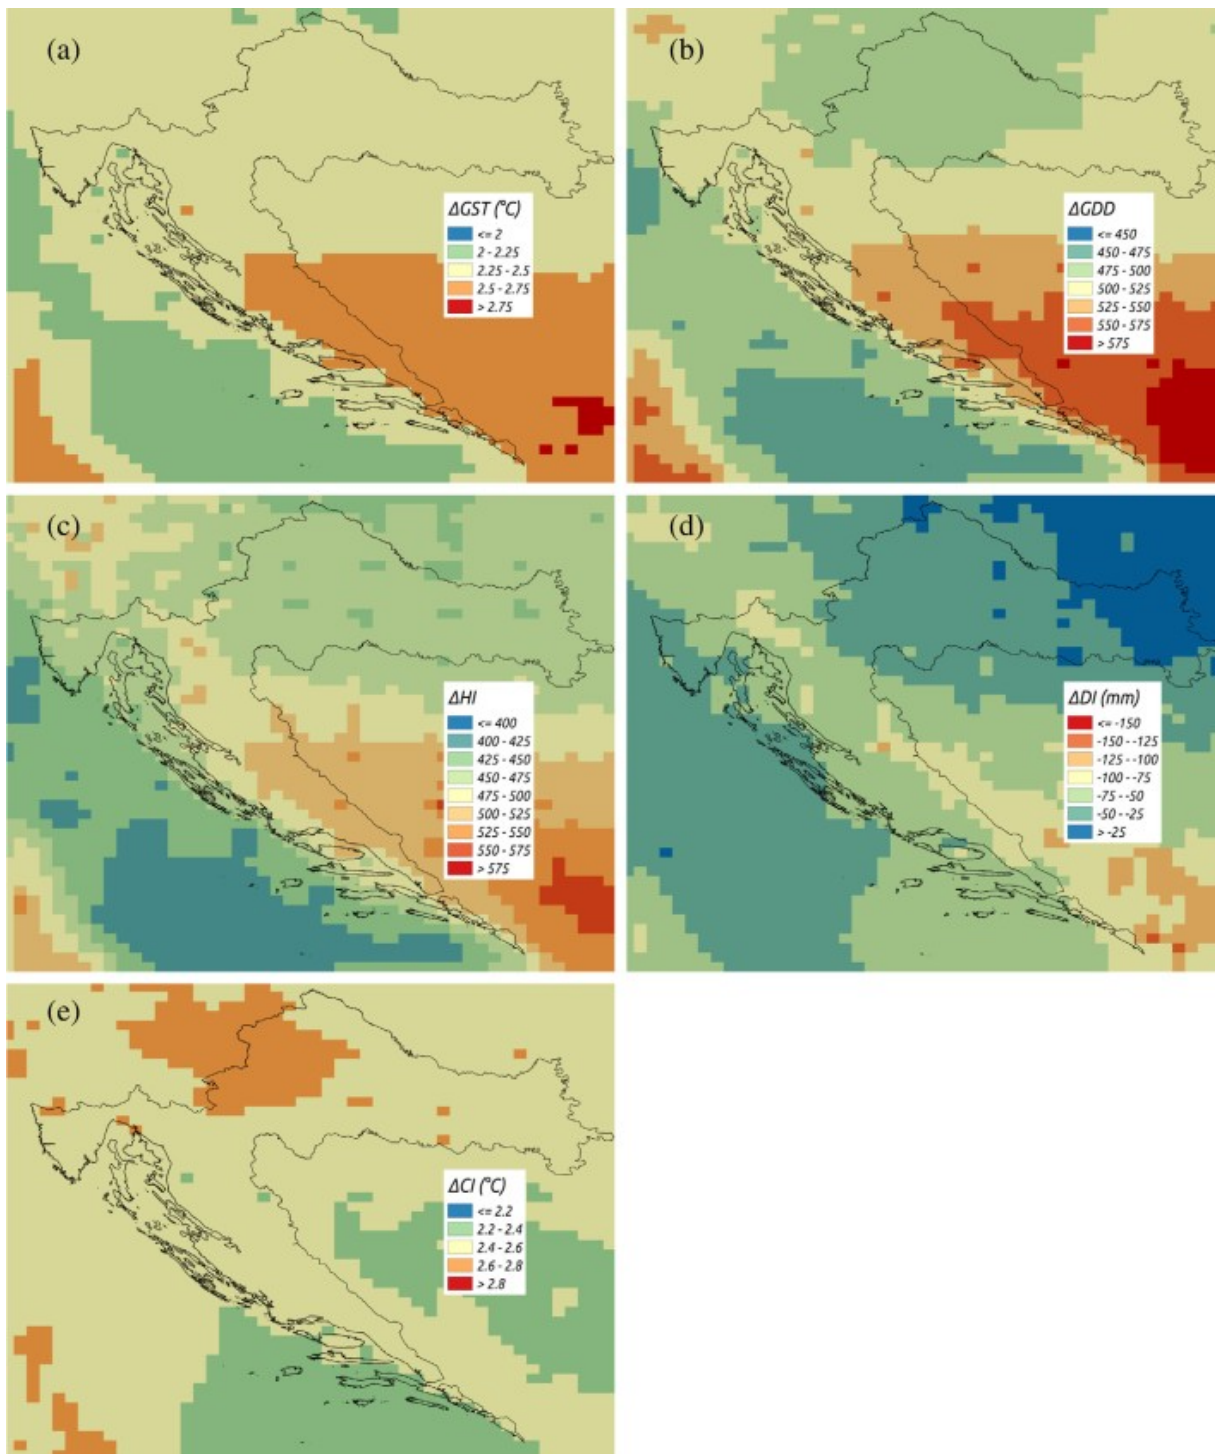 (a)
ΔGST (°C)
<= 2
2 - 2.25
2.25 - 2.5
2.5 - 2.75
> 2.75
(b)
ΔGDD
<= 450
450 - 475
475 - 500
500 - 525
525 - 550
550 - 575
> 575
(c)
ΔHI
<= 400
400 - 425
425 - 450
450 - 475
475 - 500
500 - 525
525 - 550
550 - 575
> 575
(d)
ΔDI (mm)
<= -150
-150 - -125
-125 - -100
-100 - -75
-75 - -50
-50 - -25
> -25
(e)
ΔCI (°C)
<= 2.2
2.2 - 2.4
2.4 - 2.6
2.6 - 2.8
> 2.8